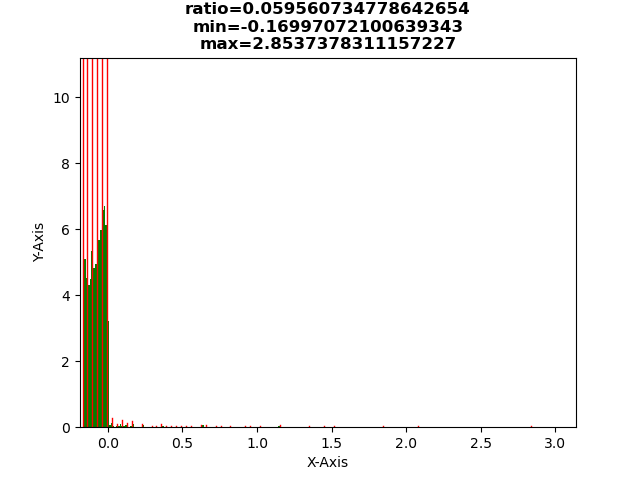 ratio=0.059560734778642654
min=-0.16997072100639343
max=2.8537378311157227
10
8
6
4
2
0
Y-Axis
0.0 0.5 1.0 1.5 2.0 2.5 3.0
X-Axis